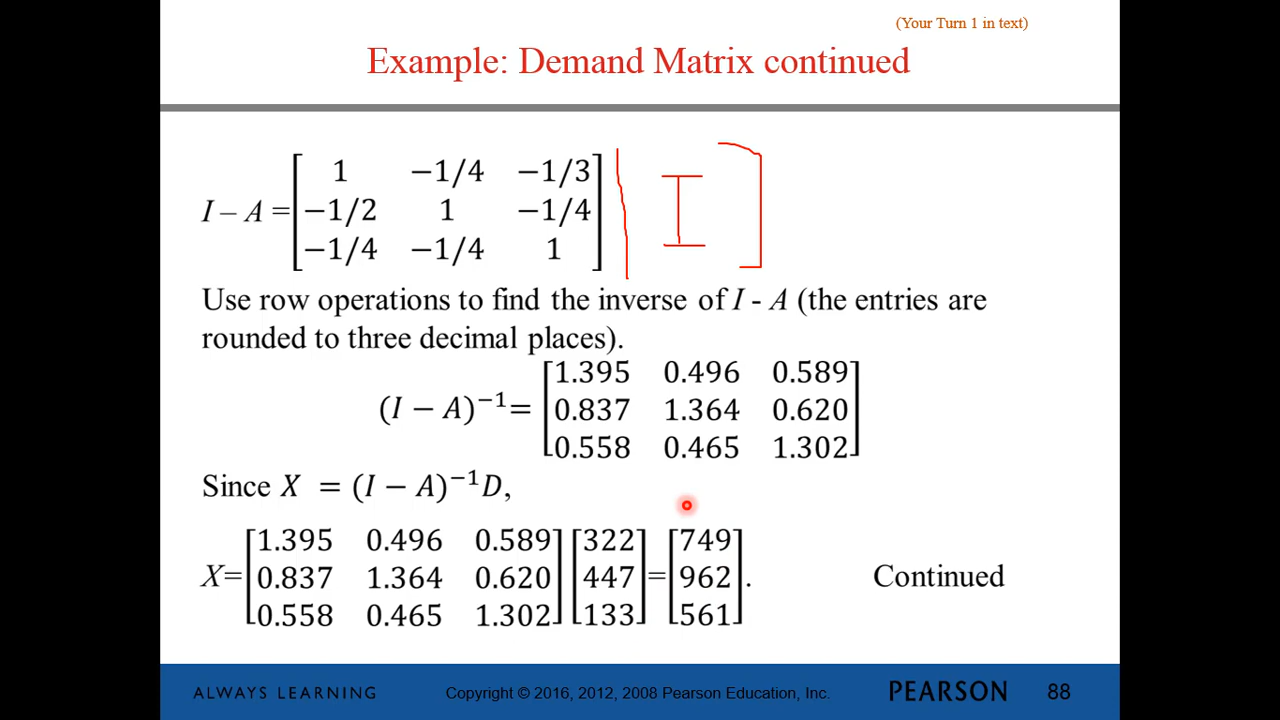 (Your Turn 1 in text)
Example: Demand Matrix continued
I – A = [1 −1/4 −1/3
−1/2 1 −1/4
−1/4 −1/4 1] | I ]
Use row operations to find the inverse of I - A (the entries are
rounded to three decimal places).
(I − A)⁻¹= [1.395 0.496 0.589
0.837 1.364 0.620
0.558 0.465 1.302]
Since X = (I − A)⁻¹D,
X= [1.395 0.496 0.589] [322] = [749]
[0.837 1.364 0.620] [447] [962].
[0.558 0.465 1.302] [133] [561]
Continued
ALWAYS LEARNING Copyright © 2016, 2012, 2008 Pearson Education, Inc. PEARSON 88